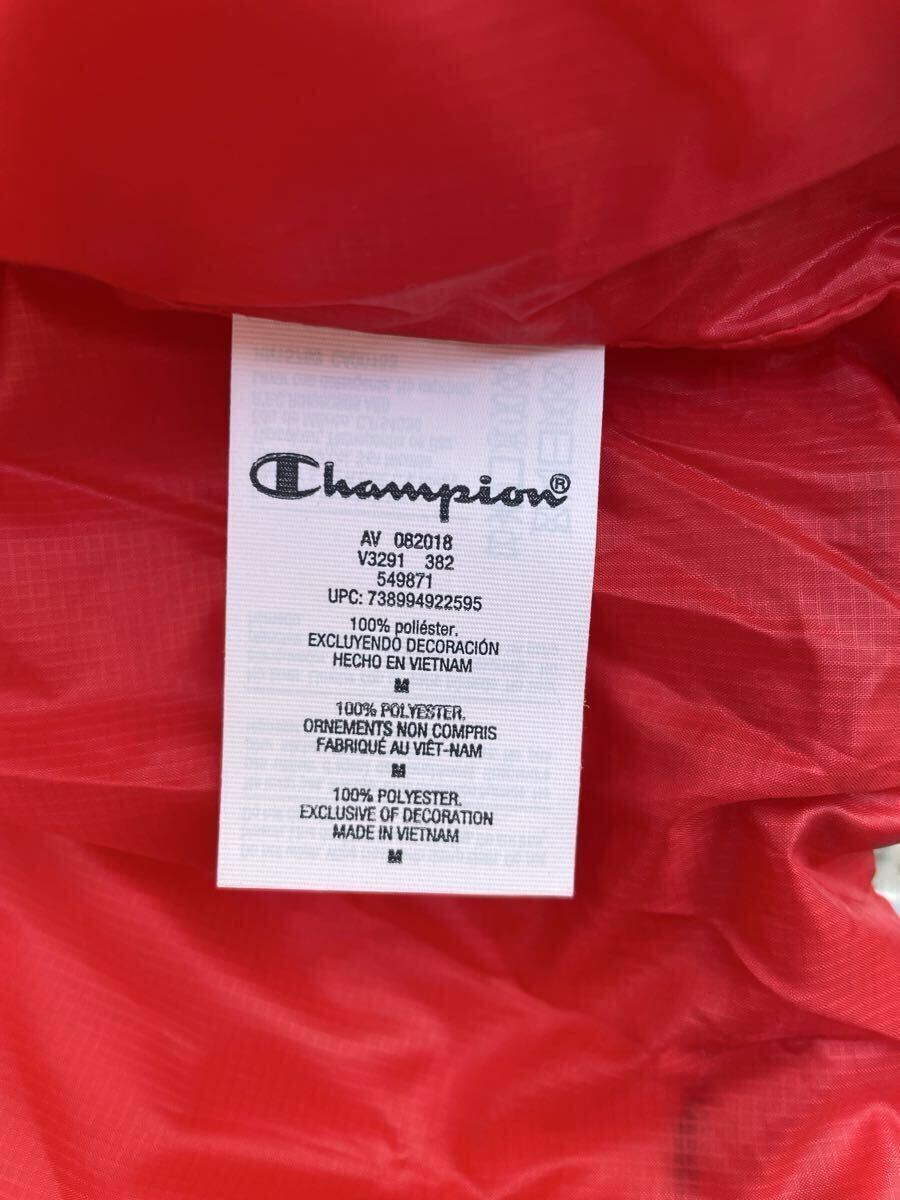 Champion®
AV 082018
V3291 382
549871
UPC: 738994922595
100% poliéster.
EXCLUYENDO DECORACIÓN
HECHO EN VIETNAM
M
100% POLYESTER.
ORNEMENTS NON COMPRIS
FABRIQUÉ AU VIÊT-NAM
M
100% POLYESTER.
EXCLUSIVE OF DECORATION
MADE IN VIETNAM
M